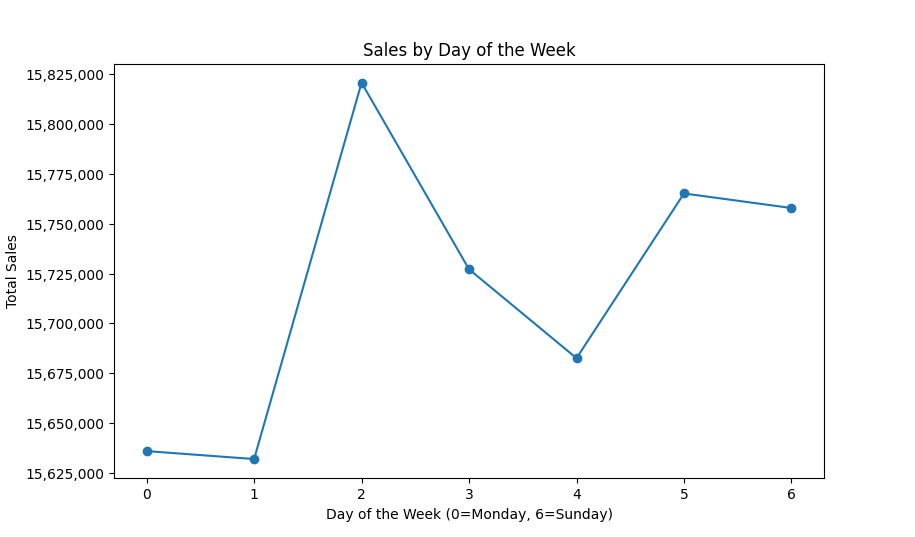 Sales by Day of the Week
Total Sales
15,825,000
15,800,000
15,775,000
15,750,000
15,725,000
15,700,000
15,675,000
15,650,000
15,625,000
0 1 2 3 4 5 6
Day of the Week (0=Monday, 6=Sunday)